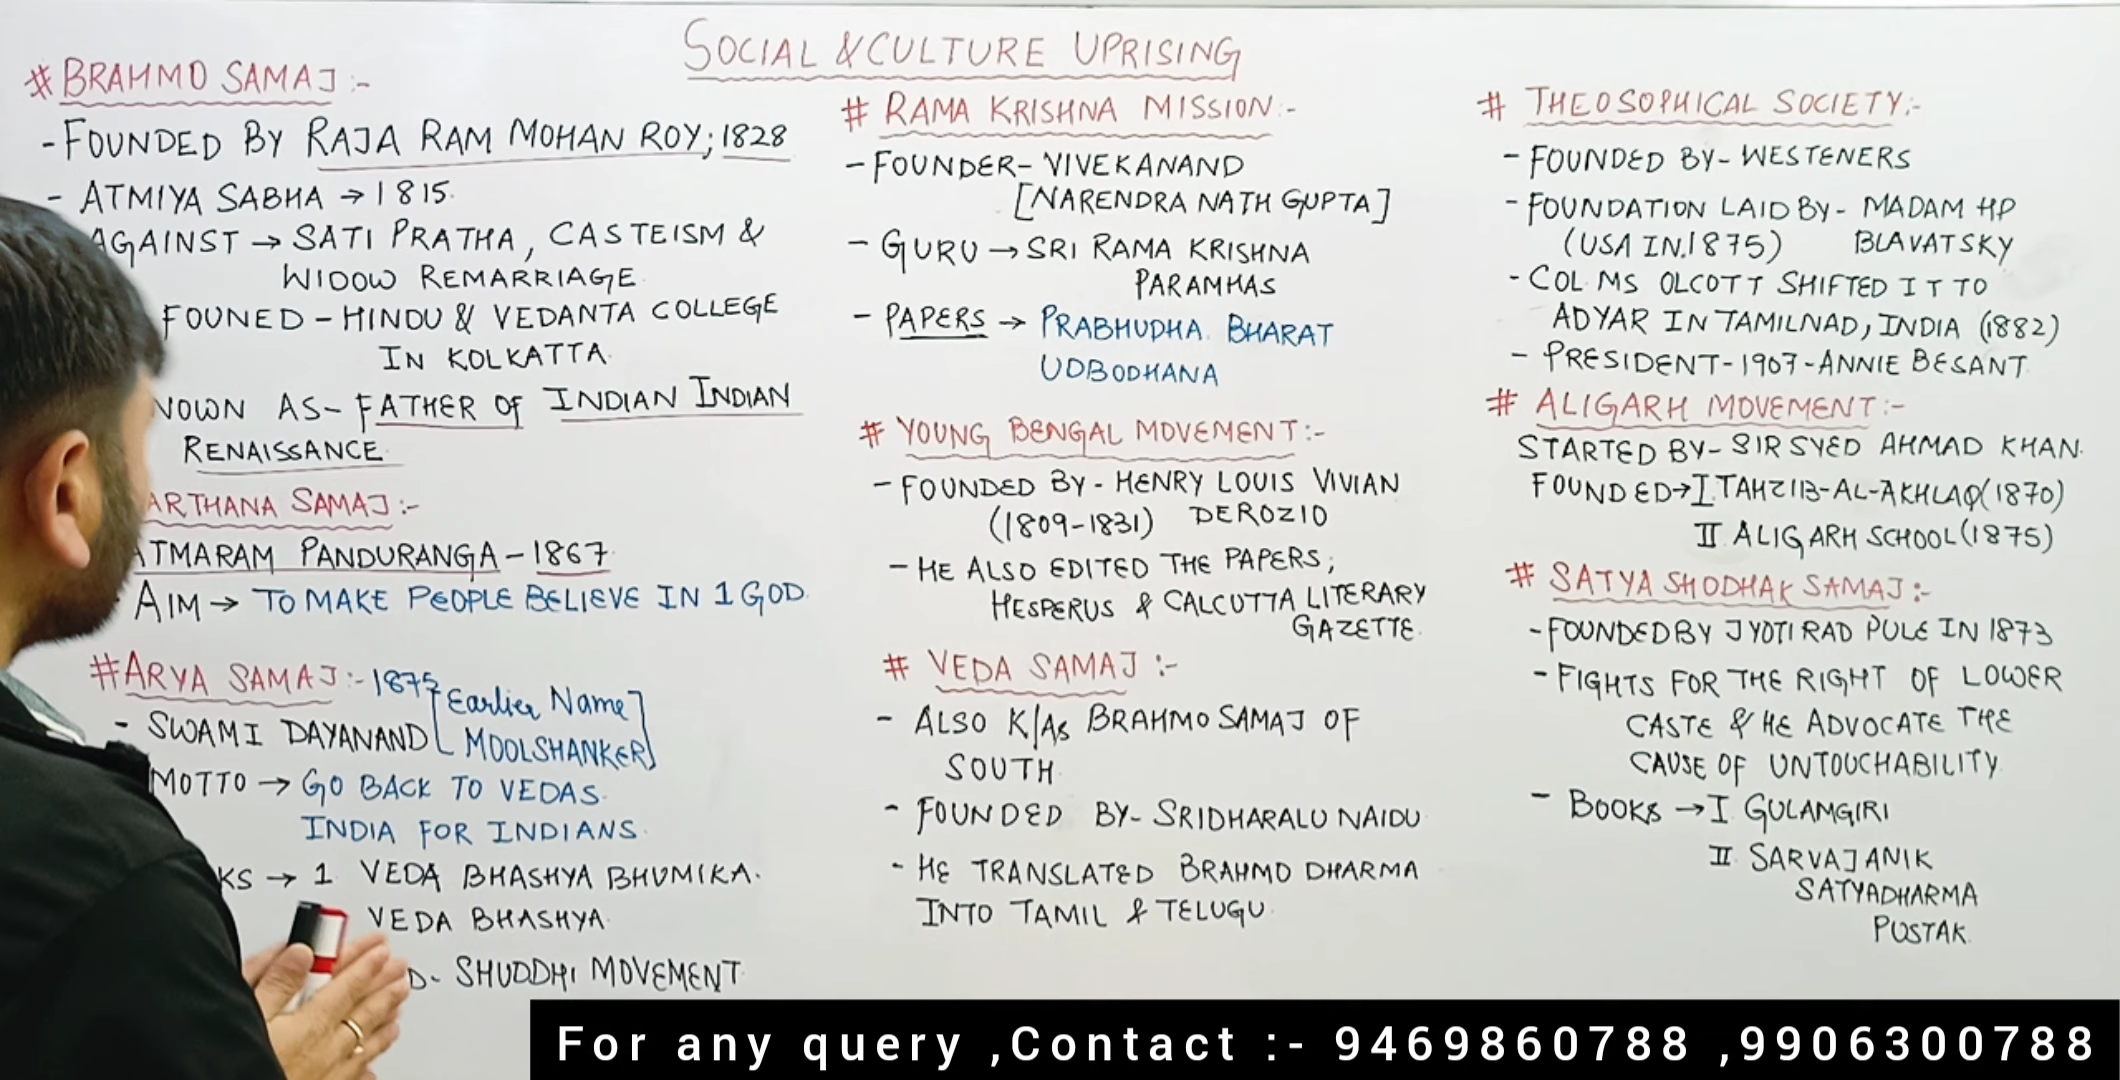 SOCIAL & CULTURE UPRISING
# BRAHMO SAMAJ :-
- FOUNDED BY RAJA RAM MOHAN ROY; 1828
- ATMIYA SABHA → 1815.
AGAINST → SATI PRATHA, CASTEISM &
WIDOW REMARRIAGE.
FOUNED - HINDU & VEDANTA COLLEGE
IN KOLKATTA.
NOWN AS - FATHER OF INDIAN INDIAN
RENAISSANCE.
ARTHANA SAMAJ :-
ATMARAM PANDURANGA - 1867
AIM → TO MAKE PEOPLE BELIEVE IN 1 GOD.
# ARYA SAMAJ :- 1875
- SWAMI DAYANAND [Earlier Name
MOOLSHANKER]
MOTTO → GO BACK TO VEDAS.
INDIA FOR INDIANS.
KS → 1 VEDA BHASHYA BHUMIKA.
VEDA BHASHYA.
D - SHUDDHI MOVEMENT
# RAMA KRISHNA MISSION :-
- FOUNDER - VIVEKANAND
[NARENDRA NATH GUPTA]
- GURU → SRI RAMA KRISHNA
PARAMHAS
- PAPERS → PRABHUDHA BHARAT
UDBODHANA
# YOUNG BENGAL MOVEMENT :-
- FOUNDED BY - HENRY LOUIS VIVIAN
(1809-1831) DEROZIO
- HE ALSO EDITED THE PAPERS;
HESPERUS & CALCUTTA LITERARY
GAZETTE.
# VEDA SAMAJ :-
- ALSO K/As BRAHMO SAMAJ OF
SOUTH.
- FOUNDED BY - SRIDHARALU NAIDU
- HE TRANSLATED BRAHMO DHARMA
INTO TAMIL & TELUGU.
# THEOSOPHICAL SOCIETY :-
- FOUNDED BY - WESTENERS
- FOUNDATION LAID BY - MADAM HP
(USA IN.1875) BLAVATSKY
- COL MS OLCOTT SHIFTED IT TO
ADYAR IN TAMILNAD, INDIA (1882)
- PRESIDENT - 1907 - ANNIE BESANT.
# ALIGARH MOVEMENT :-
STARTED BY - SIR SYED AHMAD KHAN.
FOUNDED → I. TAHZIB-AL-AKHLAQ (1870)
II ALIGARH SCHOOL (1875)
# SATYA SHODHAK SAMAJ :-
- FOUNDED BY JYOTI RAD PULE IN 1873
- FIGHTS FOR THE RIGHT OF LOWER
CASTE & HE ADVOCATE THE
CAUSE OF UNTOUCHABILITY
- BOOKS → I GULAMGIRI
II SARVAJANIK
SATYADHARMA
PUSTAK.
For any query ,Contact :- 9469860788 ,9906300788